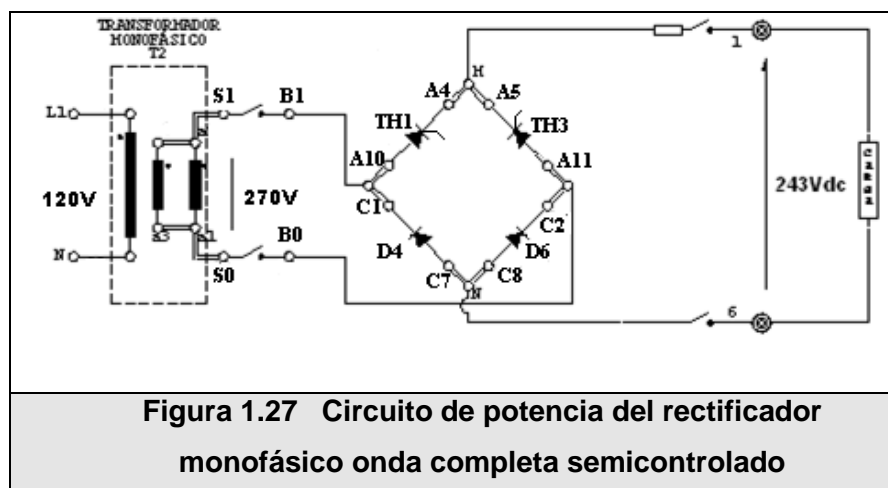 TRANSFORMADOR
MONOFÁSICO
T2
L1
N
120V
270V
S1
B1
S0
B0
H
A4
A5
TH1
TH3
A10
A11
C1
C2
D4
D6
C7
C8
N
1
6
243Vdc
CARGA
Figura 1.27 Circuito de potencia del rectificador
monofásico onda completa semicontrolado